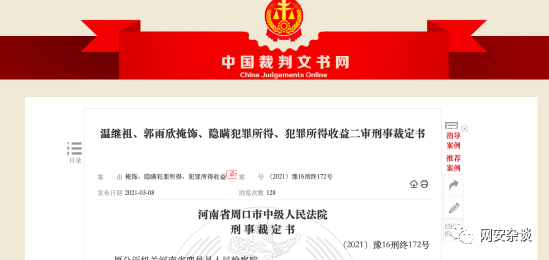 中国裁判文书网
China Judgements Online
温继祖、郭雨欣掩饰、隐瞒犯罪所得、犯罪所得收益二审刑事裁定书
目录
指导
案例
推荐
案例
案 由 掩饰、隐瞒犯罪所得、犯罪所得收益 案 号 (2021)豫16刑终172号
发布日期 2021-03-08 浏览次数 128
河南省周口市中级人民法院
刑事裁定书
(2021)豫16刑终172号
网安杂谈